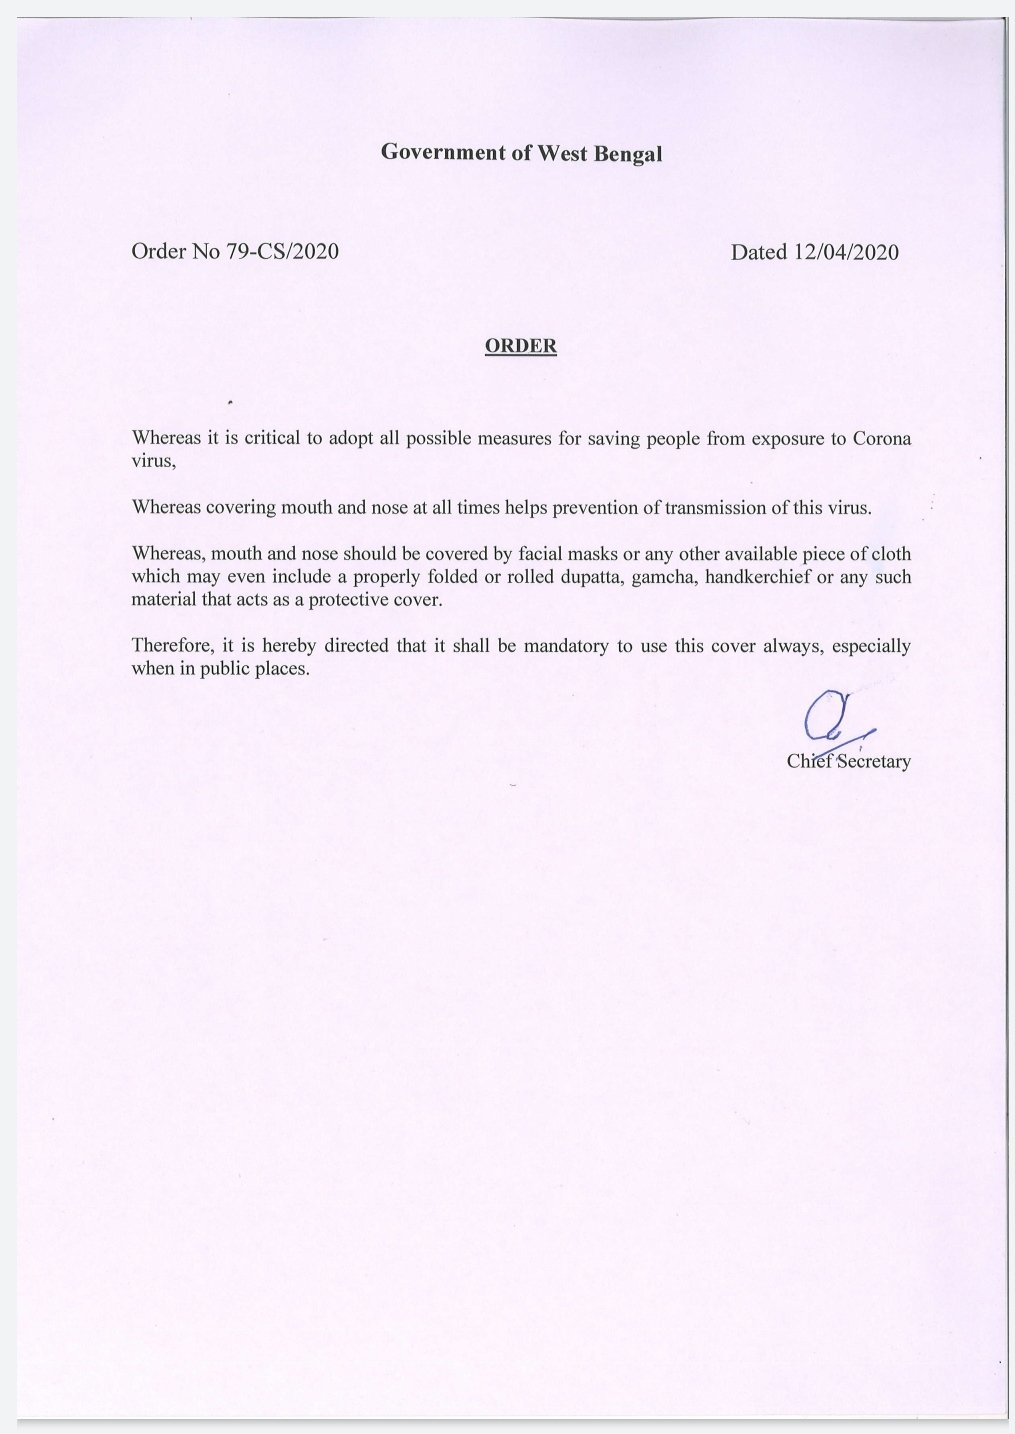 Government of West Bengal
Order No 79-CS/2020 Dated 12/04/2020
ORDER
Whereas it is critical to adopt all possible measures for saving people from exposure to Corona
virus,
Whereas covering mouth and nose at all times helps prevention of transmission of this virus.
Whereas, mouth and nose should be covered by facial masks or any other available piece of cloth
which may even include a properly folded or rolled dupatta, gamcha, handkerchief or any such
material that acts as a protective cover.
Therefore, it is hereby directed that it shall be mandatory to use this cover always, especially
when in public places.
Chief Secretary